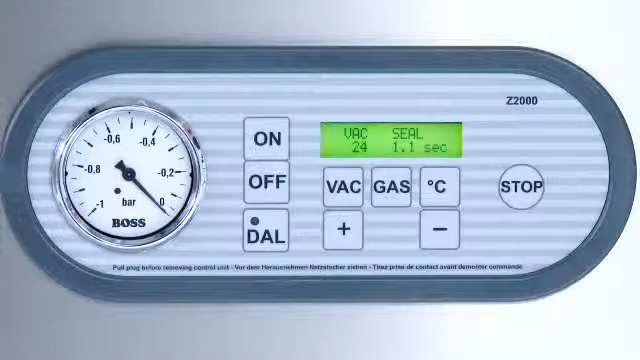 Z2000
-0,6
-0,4
-0,8
-0,2
-1
bar
0
BOSS
ON
OFF
DAL
VAC SEAL
24 1.1 sec
VAC
GAS
°C
STOP
+
−
Pull plug before removing control unit - Vor dem Herausnehmen Netzstecker ziehen - Tirez prise de contact avant demonter commande